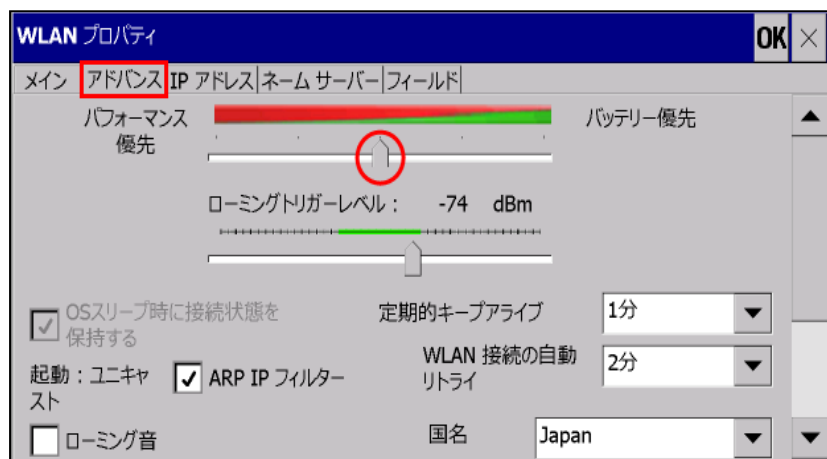 WLAN プロパティ OK
メイン アドバンス IP アドレス ネーム サーバー フィールド
パフォーマンス
優先
バッテリー優先
ローミングトリガーレベル： -74 dBm
OSスリープ時に接続状態を
保持する
定期的キープアライブ 1分
起動：ユニキャ
スト
ARP IP フィルター
WLAN 接続の自動
リトライ
2分
ローミング音
国名 Japan